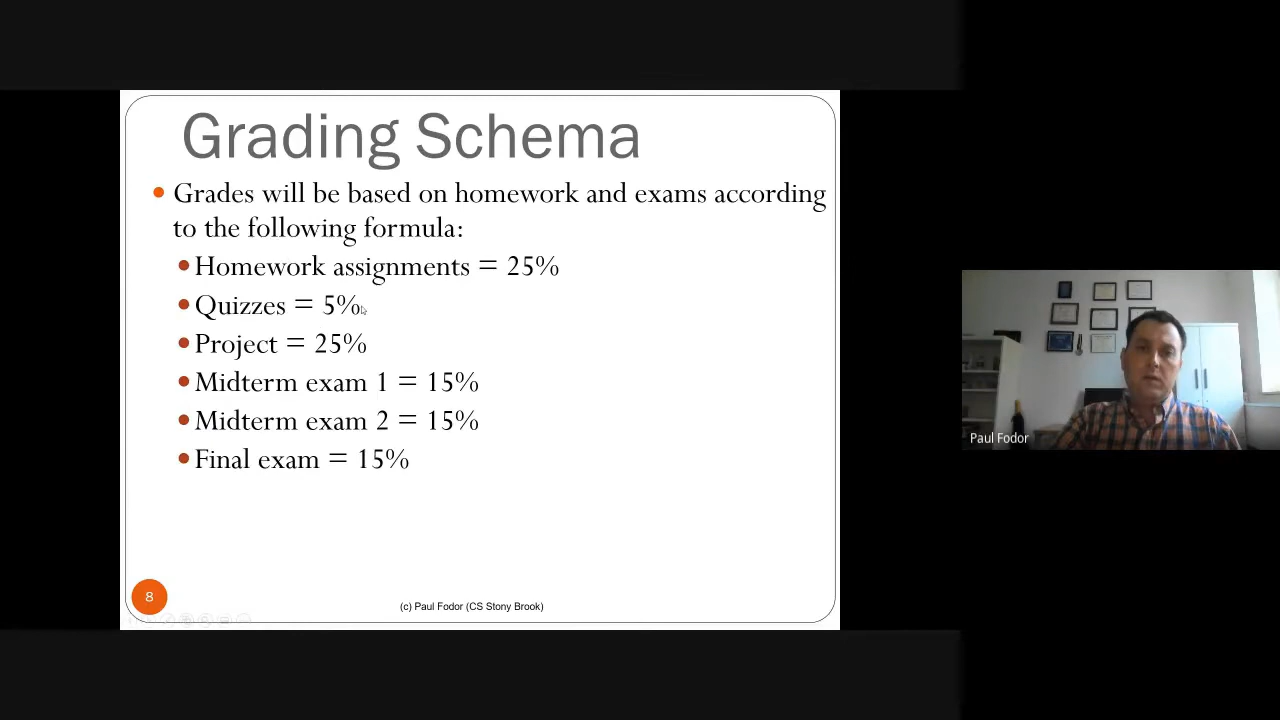 Grading Schema
Grades will be based on homework and exams according
to the following formula:
Homework assignments = 25%
Quizzes = 5%
Project = 25%
Midterm exam 1 = 15%
Midterm exam 2 = 15%
Final exam = 15%
8
(c) Paul Fodor (CS Stony Brook)
Paul Fodor